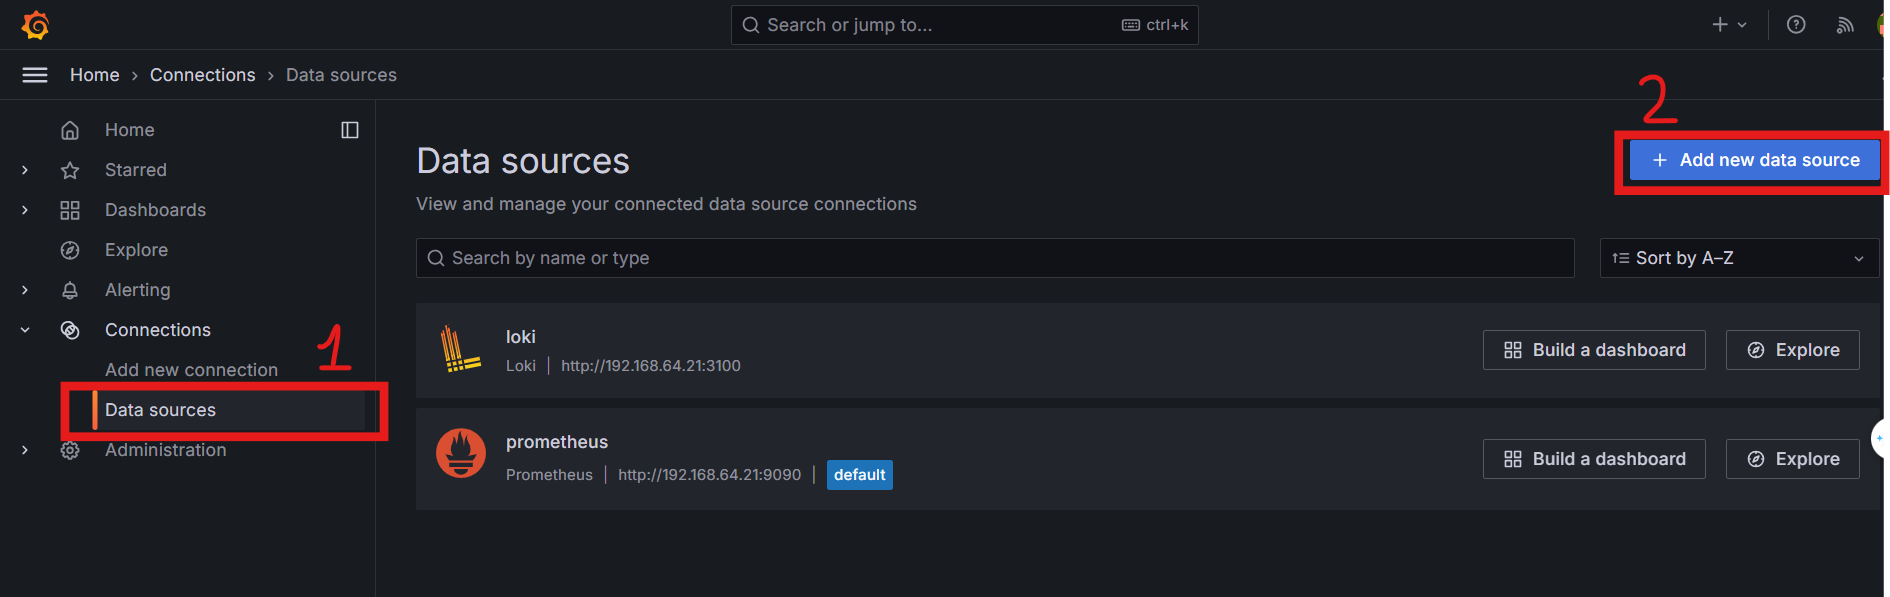 Search or jump to...
ctrl+k
Home › Connections › Data sources
2
Home
Starred
Dashboards
Explore
Alerting
Connections
1
Add new connection
Data sources
Administration
Data sources
+ Add new data source
View and manage your connected data source connections
Search by name or type
Sort by A–Z
loki
Loki | http://192.168.64.21:3100
Build a dashboard
Explore
prometheus
Prometheus | http://192.168.64.21:9090 | default
Build a dashboard
Explore